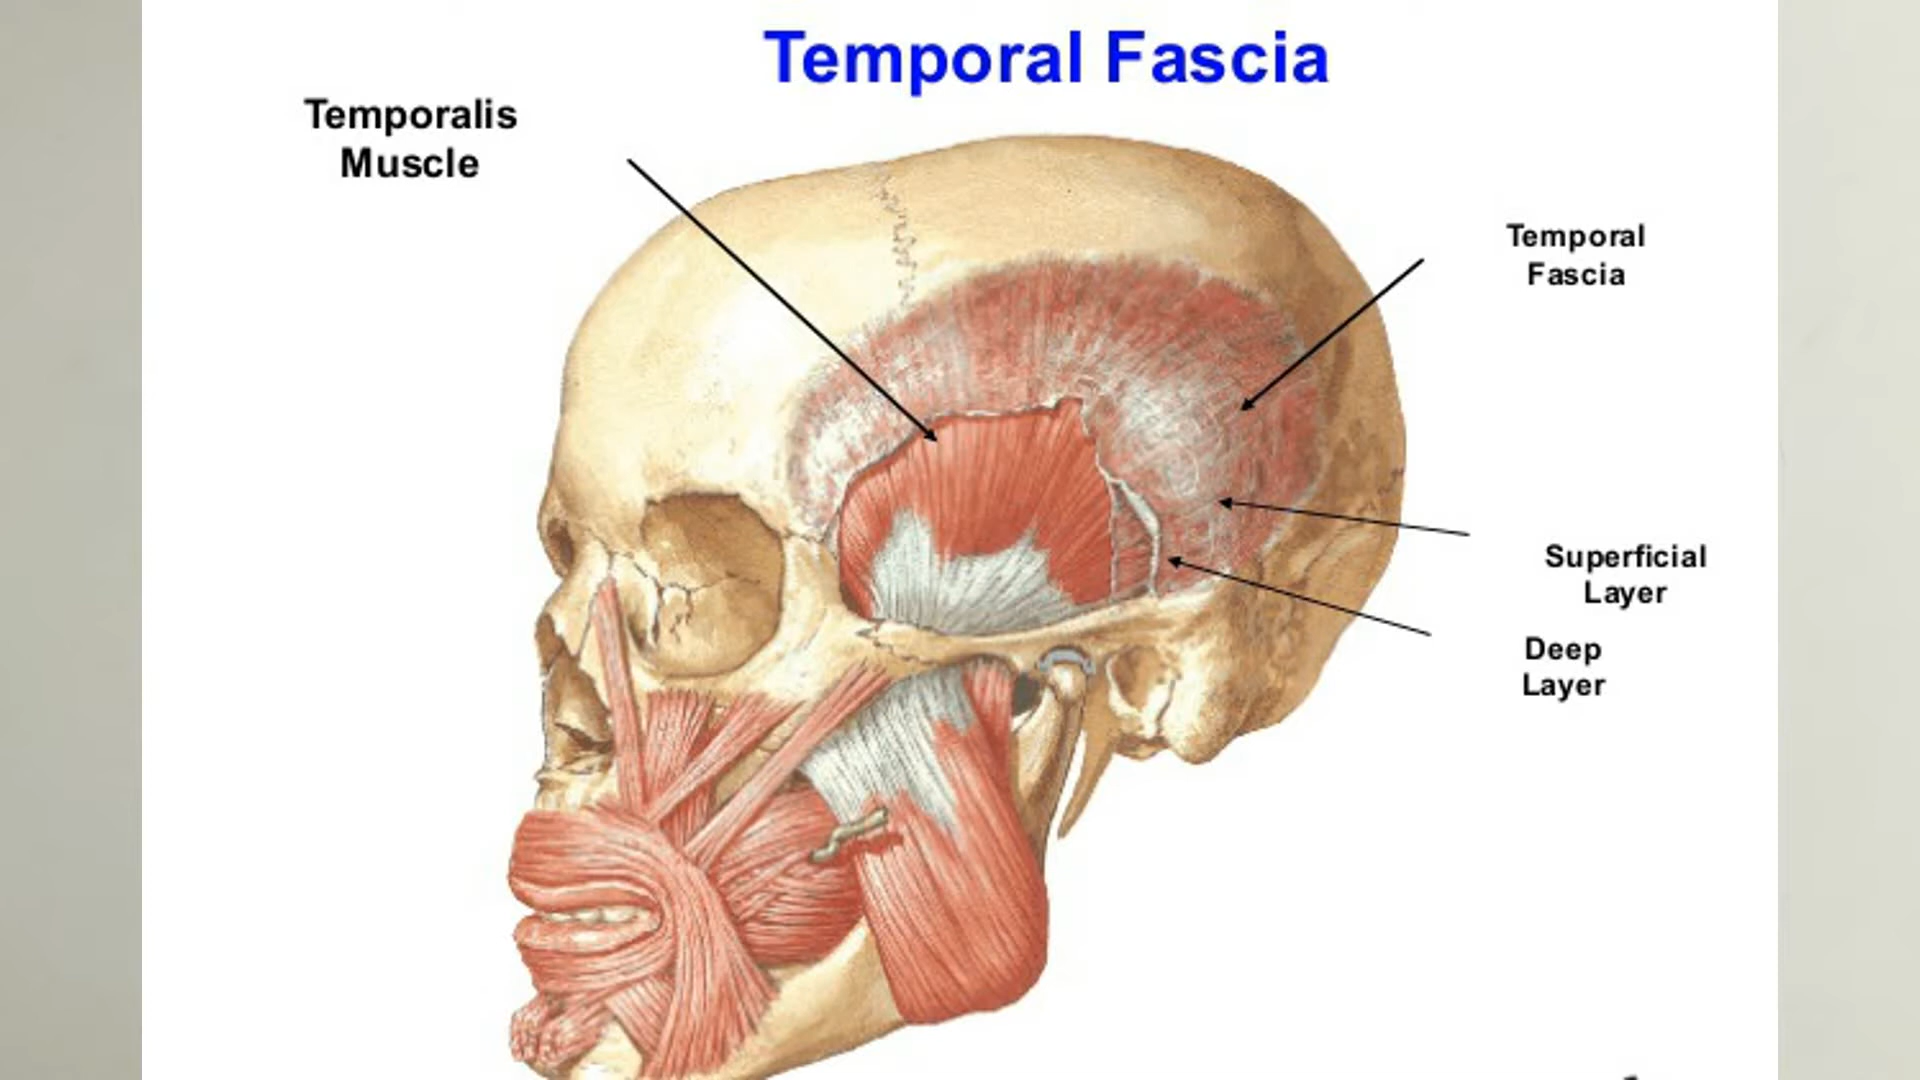 Temporal Fascia
Temporalis
Muscle
Temporal
Fascia
Superficial
Layer
Deep
Layer